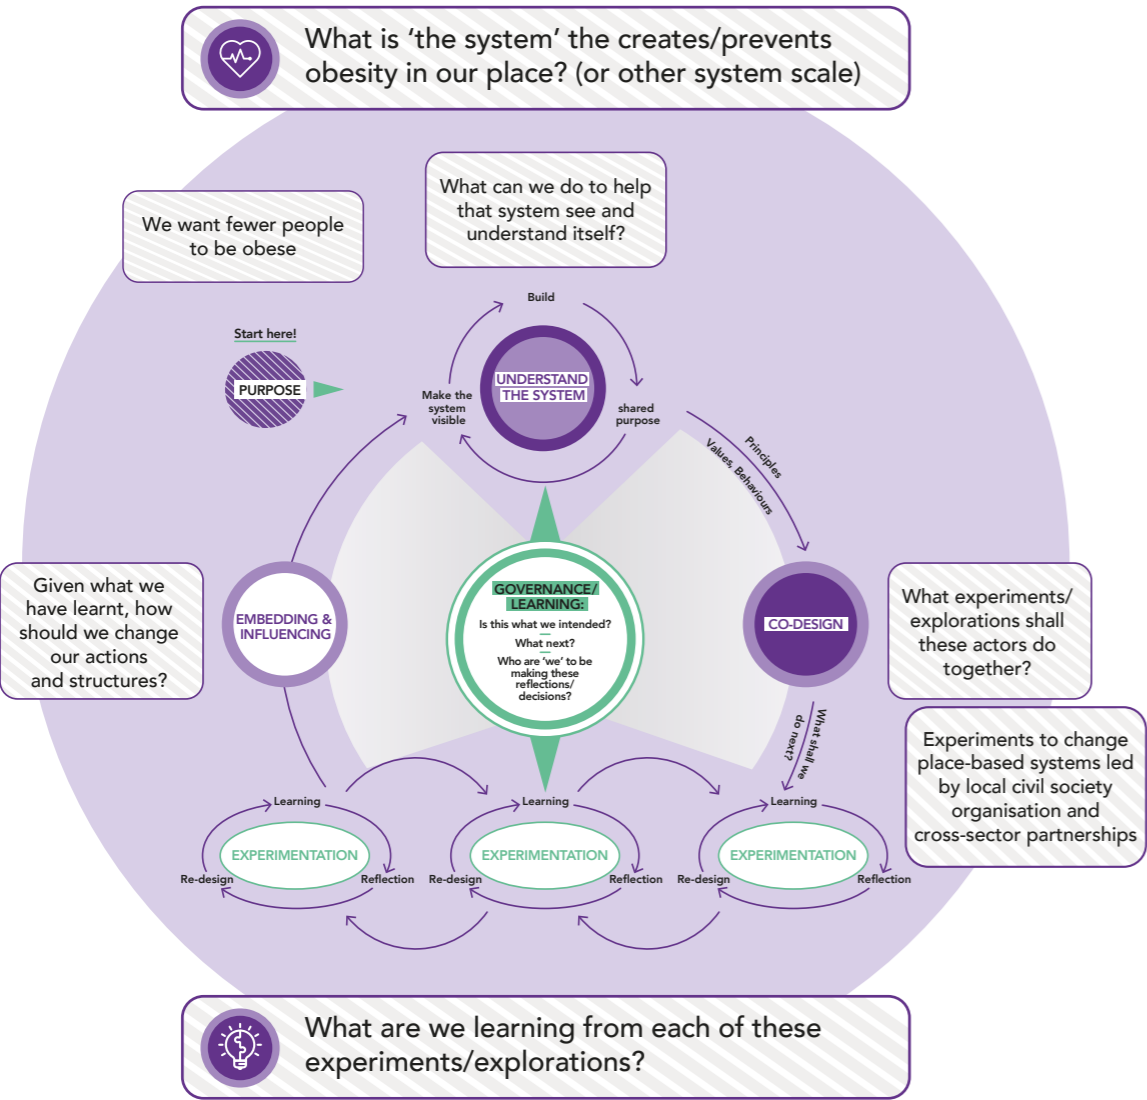 What is ‘the system’ the creates/prevents
obesity in our place? (or other system scale)
We want fewer people
to be obese
What can we do to help
that system see and
understand itself?
Start here!
PURPOSE
Build
UNDERSTAND
THE SYSTEM
Make the
system
visible
shared
purpose
Principles
Values, Behaviours
Given what we
have learnt, how
should we change
our actions
and structures?
EMBEDDING &
INFLUENCING
GOVERNANCE/
LEARNING:
Is this what we intended?
What next?
Who are ‘we’ to be
making these
reflections/
decisions?
CO-DESIGN
What experiments/
explorations shall
these actors do
together?
What shall we
do next?
Experiments to change
place-based systems led
by local civil society
organisation and
cross-sector partnerships
Learning
EXPERIMENTATION
Re-design
Reflection
Learning
EXPERIMENTATION
Re-design
Reflection
Learning
EXPERIMENTATION
Re-design
Reflection
What are we learning from each of these
experiments/explorations?